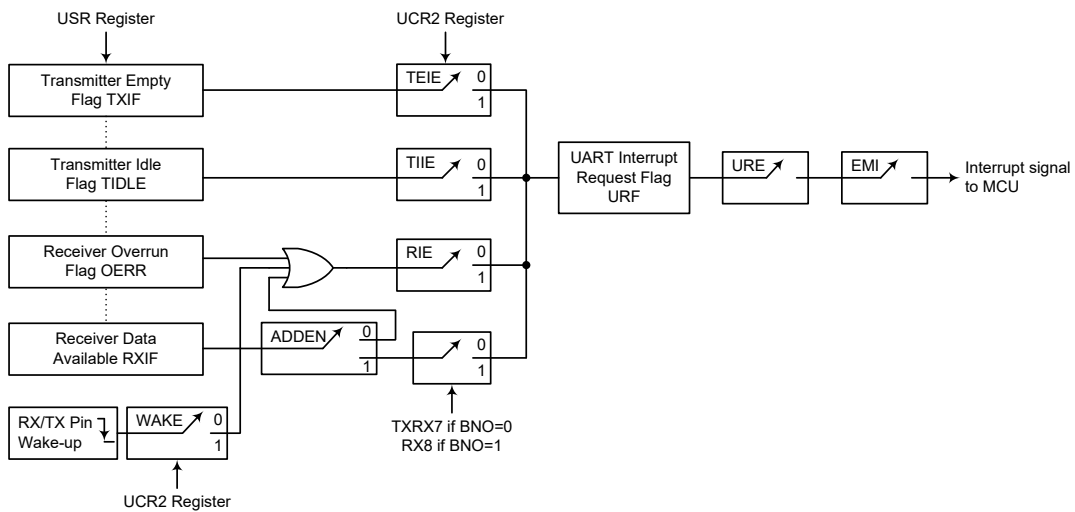 USR Register
UCR2 Register
Transmitter Empty
Flag TXIF
TEIE
0
1
Transmitter Idle
Flag TIDLE
TIIE
0
1
UART Interrupt
Request Flag
URF
URE
EMI
Interrupt signal
to MCU
Receiver Overrun
Flag OERR
RIE
0
1
Receiver Data
Available RXIF
ADDEN
0
1
0
1
RX/TX Pin
Wake-up
WAKE
0
1
TXRX7 if BNO=0
RX8 if BNO=1
UCR2 Register